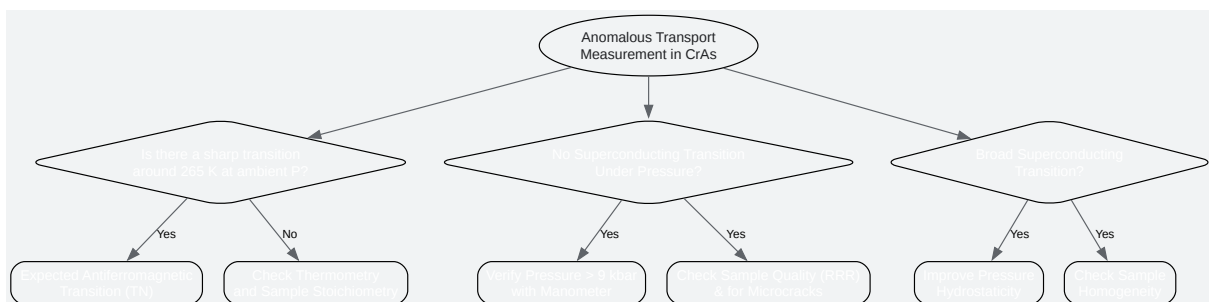 Anomalous Transport
Measurement in CrAs
Is there a sharp transition
around 265 K at ambient P?
No Superconducting Transition
Under Pressure?
Broad Superconducting
Transition?
Yes
No
Yes
Yes
Yes
Yes
Expected Antiferromagnetic
Transition (TN)
Check Thermometry
and Sample Stoichiometry
Verify Pressure > 9 kbar
with Manometer
Check Sample Quality (RRR)
& for Microcracks
Improve Pressure
Hydrostaticity
Check Sample
Homogeneity